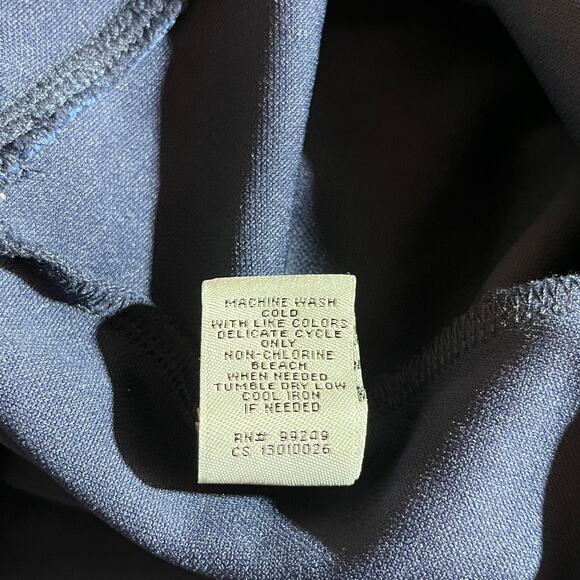 MACHINE WASH
COLD
WITH LIKE COLORS
DELICATE CYCLE
ONLY
NON-CHLORINE
BLEACH
WHEN NEEDED
TUMBLE DRY LOW
COOL IRON
IF NEEDED
RN# 99249
CS 13010026